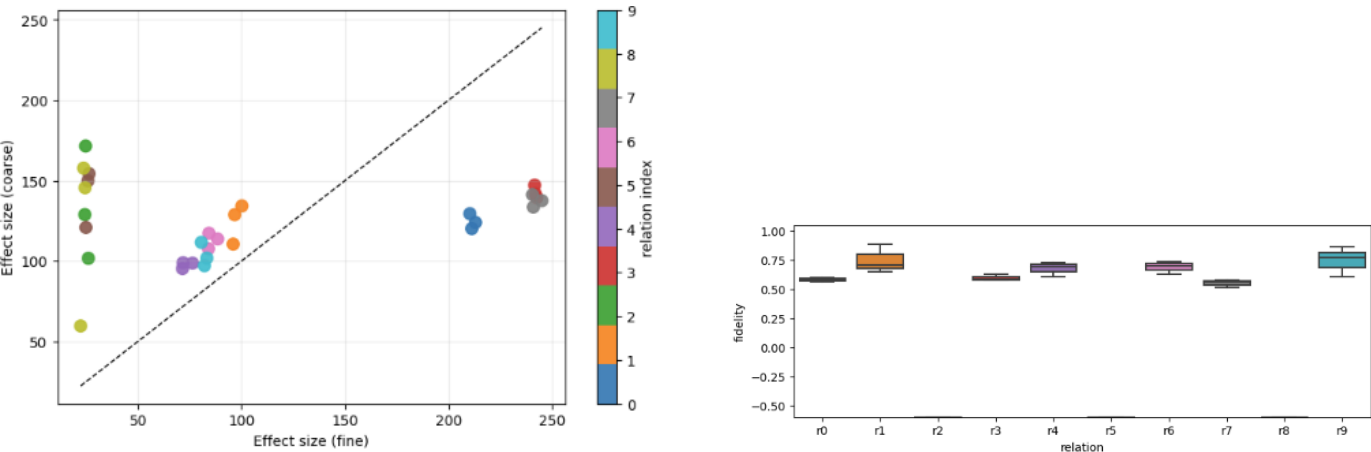 250
200
150
100
50
Effect size (coarse)
50
100
150
200
250
Effect size (fine)
9
8
7
6
5
4
3
2
1
0
relation index
1.00
0.75
0.50
0.25
0.00
−0.25
−0.50
fidelity
r0
r1
r2
r3
r4
r5
r6
r7
r8
r9
relation